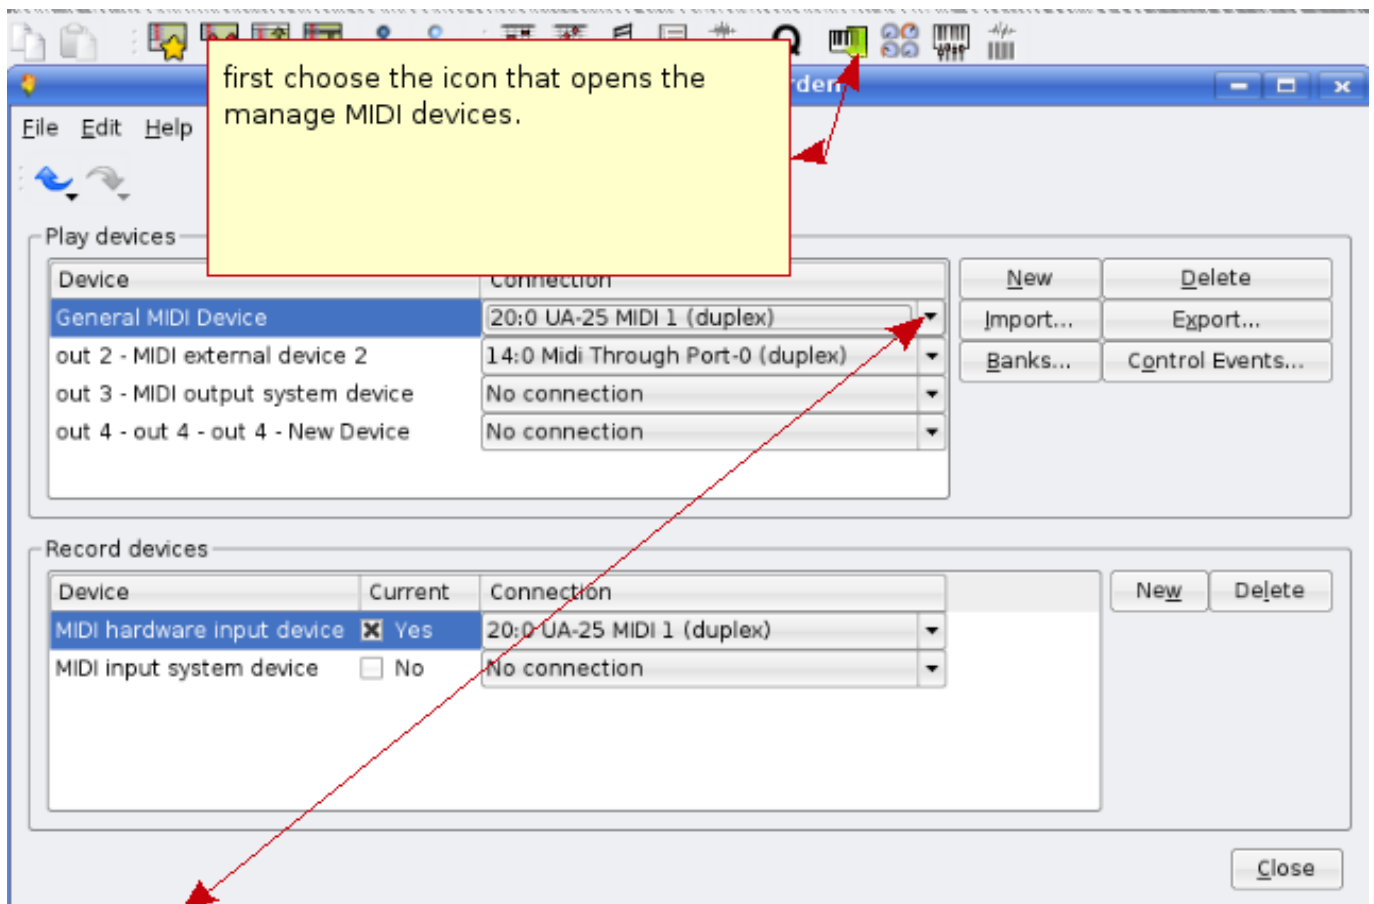 first choose the icon that opens the
manage MIDI devices.
File Edit Help
Play devices
Device Connection
General MIDI Device 20:0 UA-25 MIDI 1 (duplex)
out 2 - MIDI external device 2 14:0 Midi Through Port-0 (duplex)
out 3 - MIDI output system device No connection
out 4 - out 4 - out 4 - New Device No connection
New Delete
Import... Export...
Banks... Control Events...
Record devices
Device Current Connection
MIDI hardware input device Yes 20:0 UA-25 MIDI 1 (duplex)
MIDI input system device No No connection
New Delete
Close